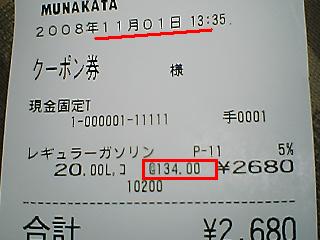 MUNAKATA
2008年11月01日 13:35
クーポン券 様
現金固定T
1-000001-11111 手0001
レギュラーガソリン P-11 5%
20.00L,コ @134.00 ¥2680
10200
合計 ¥2,680